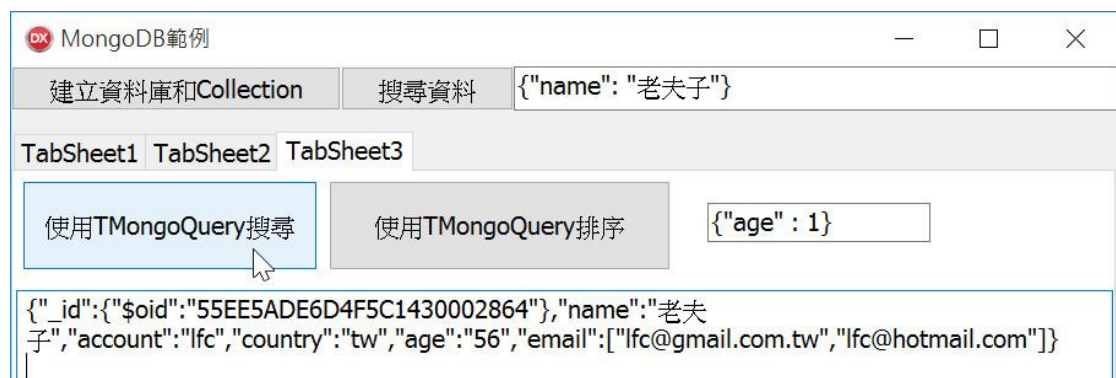 DX MongoDB範例
建立資料庫和Collection 搜尋資料 {"name": "老夫子"}
TabSheet1 TabSheet2 TabSheet3
使用TMongoQuery搜尋 使用TMongoQuery排序 {"age" : 1}
{"_id":{"$oid":"55EE5ADE6D4F5C1430002864"},"name":"老夫
子","account":"lfc","country":"tw","age":"56","email":["lfc@gmail.com.tw","lfc@hotmail.com"]}